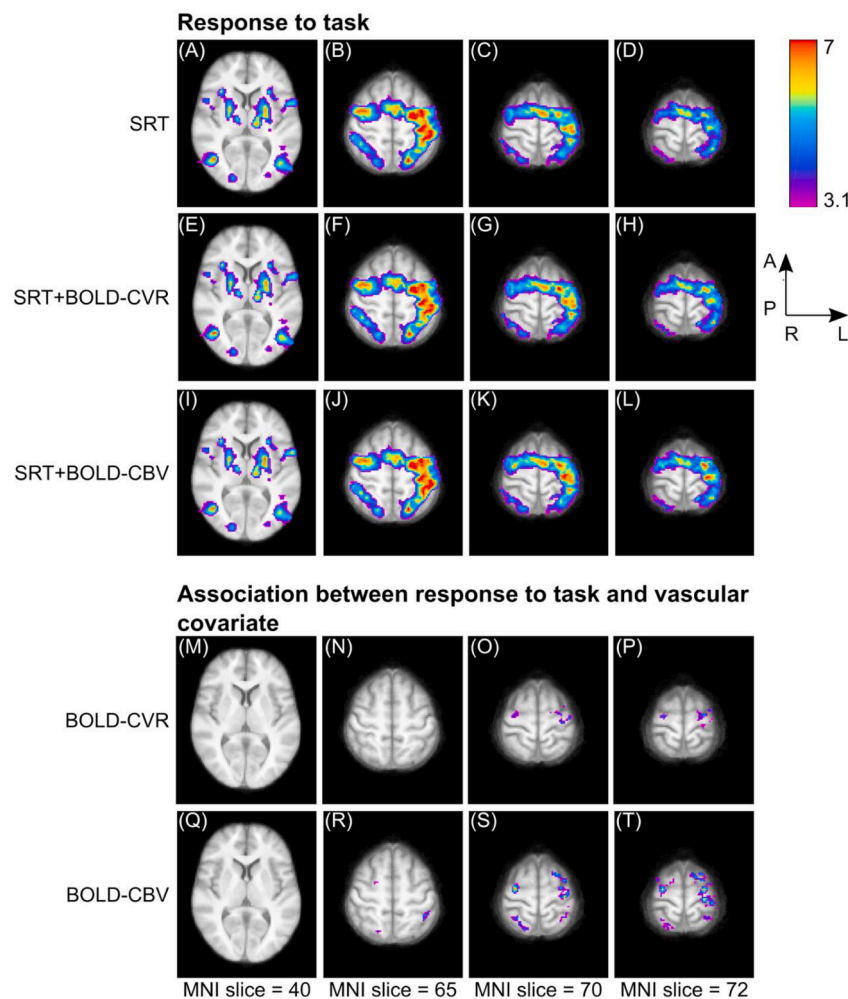 Response to task
(A) (B) (C) (D)
7
SRT
3.1
(E) (F) (G) (H)
A
SRT+BOLD-CVR
P
R L
(I) (J) (K) (L)
SRT+BOLD-CBV
Association between response to task and vascular
covariate
(M) (N) (O) (P)
BOLD-CVR
(Q) (R) (S) (T)
BOLD-CBV
MNI slice = 40 MNI slice = 65 MNI slice = 70 MNI slice = 72